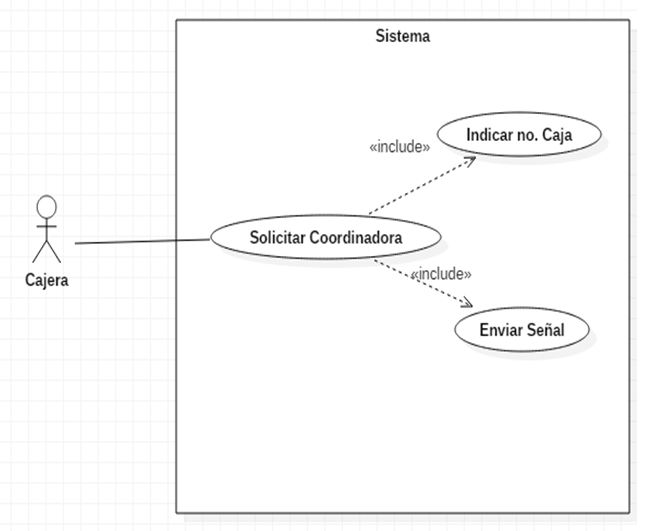 Sistema
Indicar no. Caja
«include»
Solicitar Coordinadora
Cajera
«include»
Enviar Señal